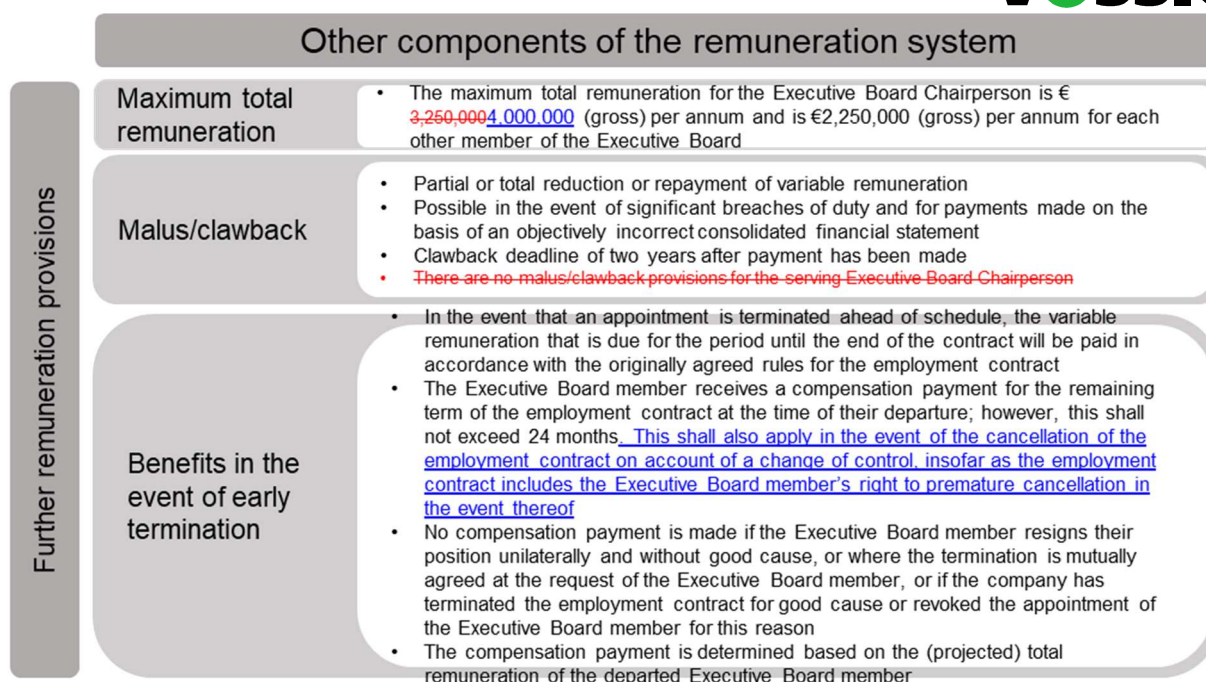 Other components of the remuneration system
Further remuneration provisions
Maximum total
remuneration
• The maximum total remuneration for the Executive Board Chairperson is €
3,250,0004,000,000 (gross) per annum and is €2,250,000 (gross) per annum for each
other member of the Executive Board
Malus/clawback
• Partial or total reduction or repayment of variable remuneration
• Possible in the event of significant breaches of duty and for payments made on the
basis of an objectively incorrect consolidated financial statement
• Clawback deadline of two years after payment has been made
• There are no malus/clawback provisions for the serving Executive Board Chairperson
Benefits in the
event of early
termination
• In the event that an appointment is terminated ahead of schedule, the variable
remuneration that is due for the period until the end of the contract will be paid in
accordance with the originally agreed rules for the employment contract
• The Executive Board member receives a compensation payment for the remaining
term of the employment contract at the time of their departure; however, this shall
not exceed 24 months. This shall also apply in the event of the cancellation of the
employment contract on account of a change of control, insofar as the employment
contract includes the Executive Board member's right to premature cancellation in
the event thereof
• No compensation payment is made if the Executive Board member resigns their
position unilaterally and without good cause, or where the termination is mutually
agreed at the request of the Executive Board member, or if the company has
terminated the employment contract for good cause or revoked the appointment of
the Executive Board member for this reason
• The compensation payment is determined based on the (projected) total
remuneration of the departed Executive Board member